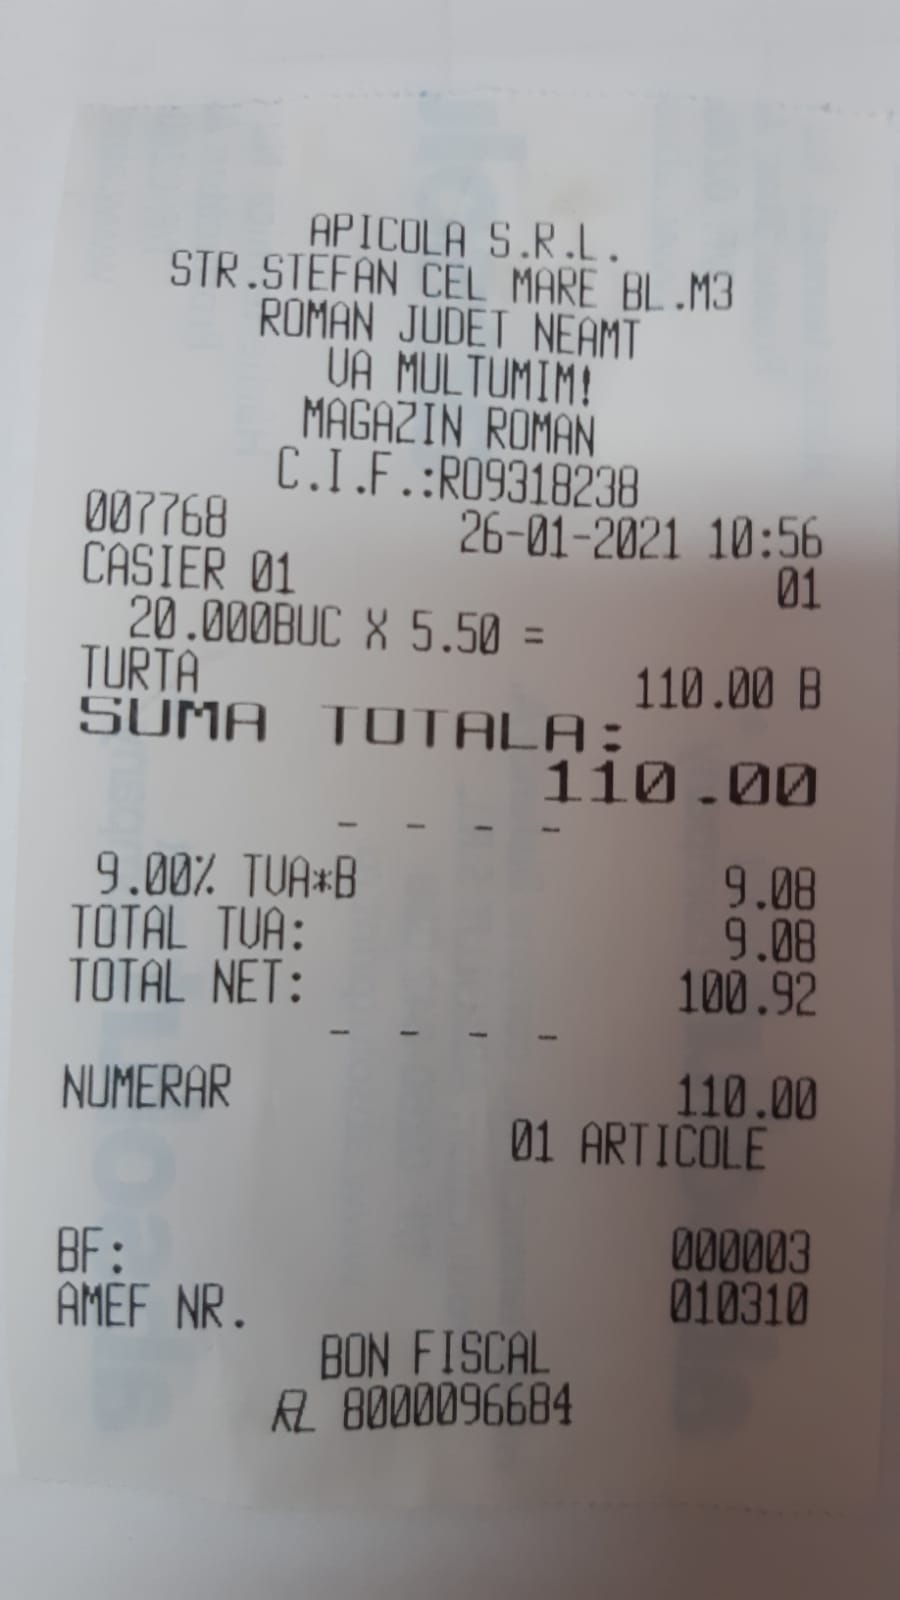 APICOLA S.R.L.
STR.STEFAN CEL MARE BL.M3
ROMAN JUDET NEAMT
VA MULTUMIM!
MAGAZIN ROMAN
C.I.F.:RO9318238
007768 26-01-2021 10:56
CASIER 01 01
20.000BUC X 5.50 =
TURTA 110.00 B
SUMA TOTALA:
110.00
- - - -
9.00% TVA*B 9.08
TOTAL TVA: 9.08
TOTAL NET: 100.92
- - - -
NUMERAR 110.00
01 ARTICOLE
BF: 000003
AMEF NR. 010310
BON FISCAL
8000096684